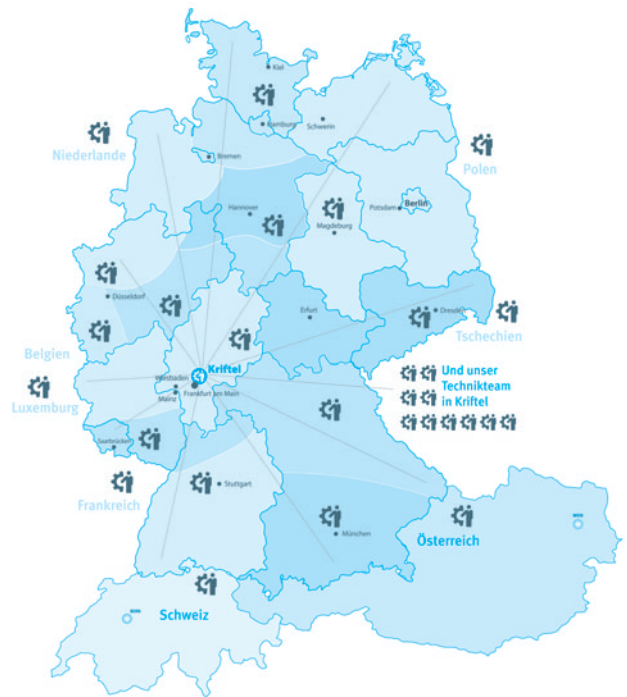 Kiel
Hamburg
Schwerin
Niederlande
Bremen
Polen
Hannover
Potsdam
Berlin
Magdeburg
Düsseldorf
Erfurt
Dresden
Tschechien
Belgien
Kriftel
Wiesbaden
Mainz
Frankfurt am Main
Luxemburg
Und unser
Technikteam
in Kriftel
Saarbrücken
Frankreich
Stuttgart
München
Österreich
Schweiz